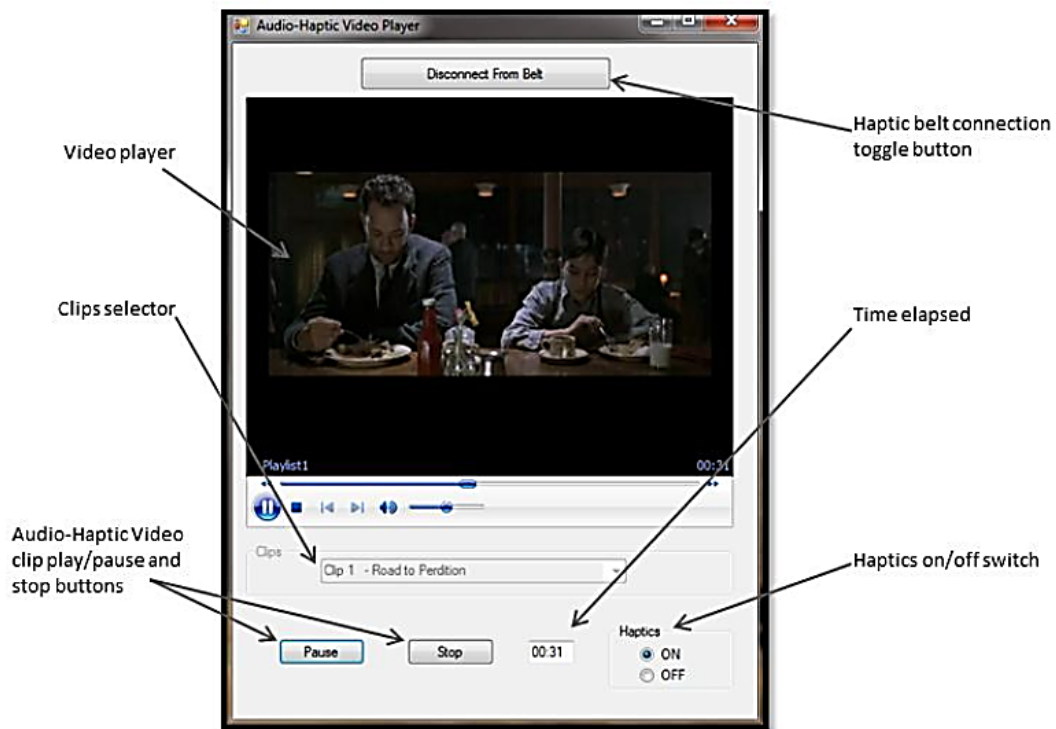 Audio-Haptic Video Player
Disconnect From Belt
Haptic belt connection
toggle button
Video player
Clips selector
Time elapsed
Playlist1
00:31
Audio-Haptic Video
clip play/pause and
stop buttons
Clips
Clip 1 - Road to Perdition
Haptics on/off switch
Pause
Stop
00:31
Haptics
ON
OFF